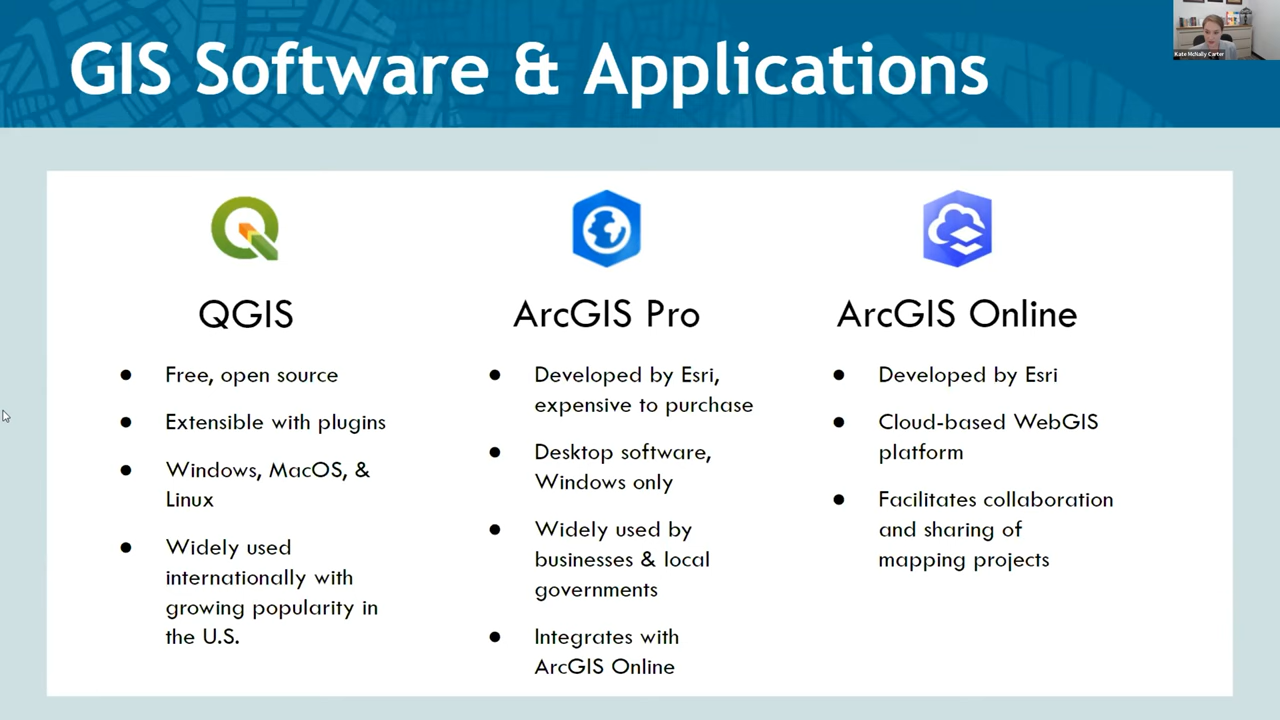 GIS Software & Applications
Kate McNally Carter
QGIS
● Free, open source
● Extensible with plugins
● Windows, MacOS, &
Linux
● Widely used
internationally with
growing popularity in
the U.S.
ArcGIS Pro
● Developed by Esri,
expensive to purchase
● Desktop software,
Windows only
● Widely used by
businesses & local
governments
● Integrates with
ArcGIS Online
ArcGIS Online
● Developed by Esri
● Cloud-based WebGIS
platform
● Facilitates collaboration
and sharing of
mapping projects